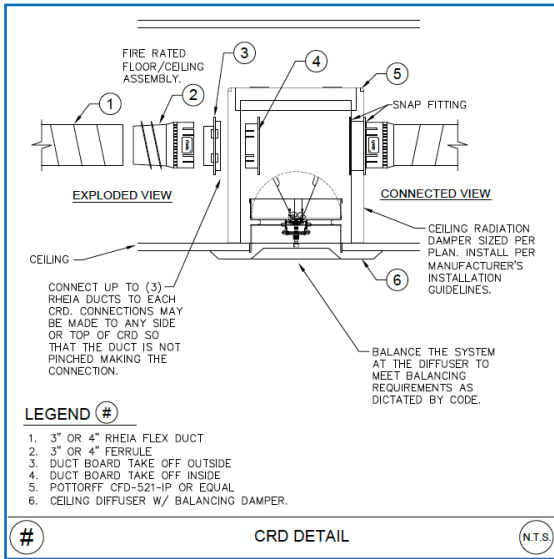 FIRE RATED
FLOOR/CEILING
ASSEMBLY.
1
2
3
4
5
SNAP FITTING
EXPLODED VIEW
CONNECTED VIEW
CEILING
CEILING RADIATION
DAMPER SIZED PER
PLAN. INSTALL PER
MANUFACTURER'S
INSTALLATION
GUIDELINES.
6
CONNECT UP TO (3)
RHEIA DUCTS TO EACH
CRD. CONNECTIONS MAY
BE MADE TO ANY SIDE
OR TOP OF CRD SO
THAT THE DUCT IS NOT
PINCHED MAKING THE
CONNECTION.
BALANCE THE SYSTEM
AT THE DIFFUSER TO
MEET BALANCING
REQUIREMENTS AS
DICTATED BY CODE.
LEGEND #
1. 3" OR 4" RHEIA FLEX DUCT
2. 3" OR 4" FERRULE
3. DUCT BOARD TAKE OFF OUTSIDE
4. DUCT BOARD TAKE OFF INSIDE
5. POTTORFF CFD-521-IP OR EQUAL
6. CEILING DIFFUSER W/ BALANCING DAMPER.
# CRD DETAIL N.T.S.